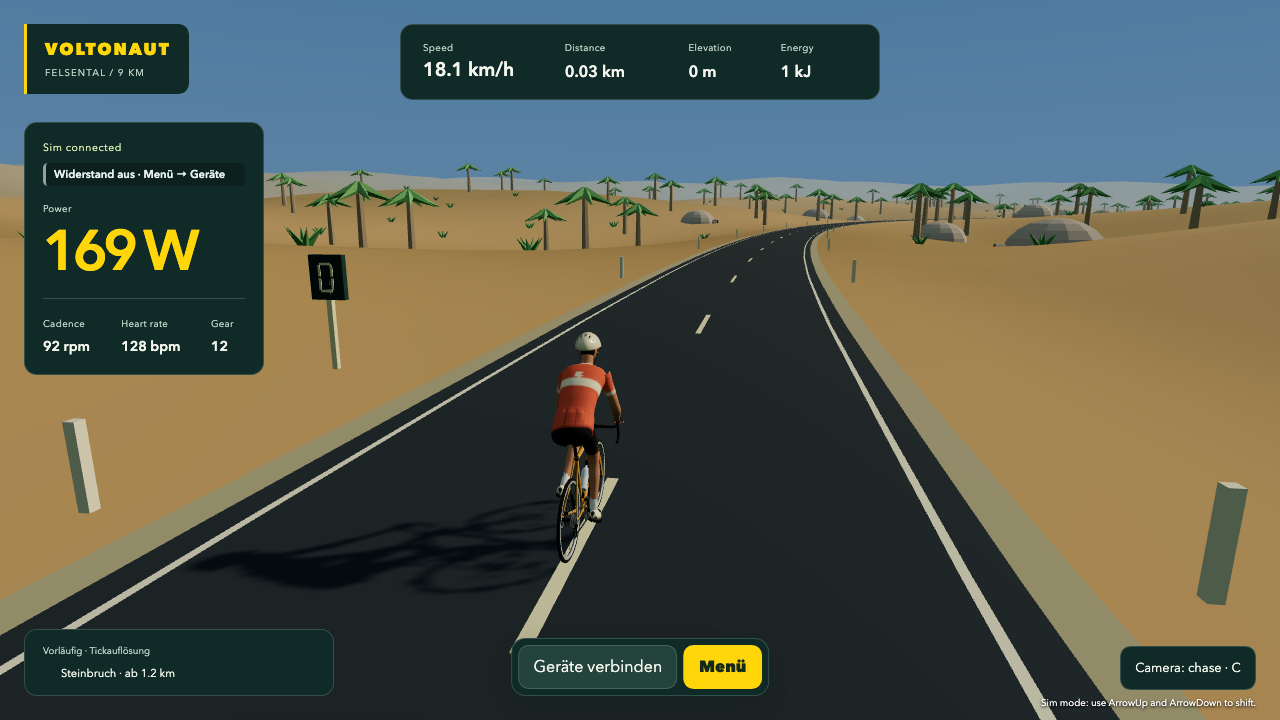 VOLTONAUT
FELSENTAL / 9 KM
Speed
18.1 km/h
Distance
0.03 km
Elevation
0 m
Energy
1 kJ
Sim connected
Widerstand aus · Menü → Geräte
Power
169 W
Cadence
92 rpm
Heart rate
128 bpm
Gear
12
0
Vorläufig · Tickauflösung
Steinbruch · ab 1.2 km
Geräte verbinden
Menü
Camera: chase · C
Sim mode: use ArrowUp and ArrowDown to shift.